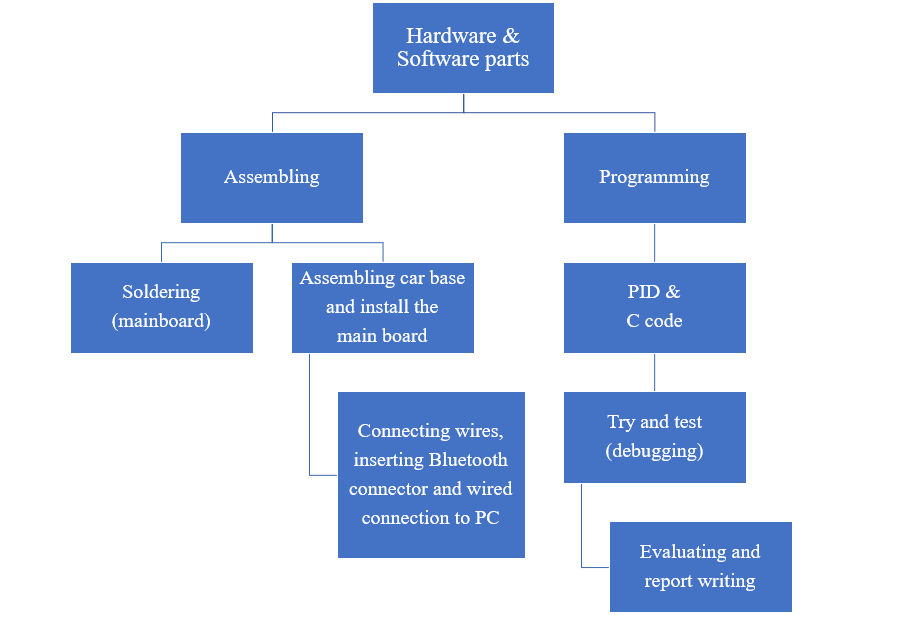 Hardware &
Software parts
Assembling
Programming
Soldering
(mainboard)
Assembling car base
and install the
main board
PID &
C code
Connecting wires,
inserting Bluetooth
connector and wired
connection to PC
Try and test
(debugging)
Evaluating and
report writing